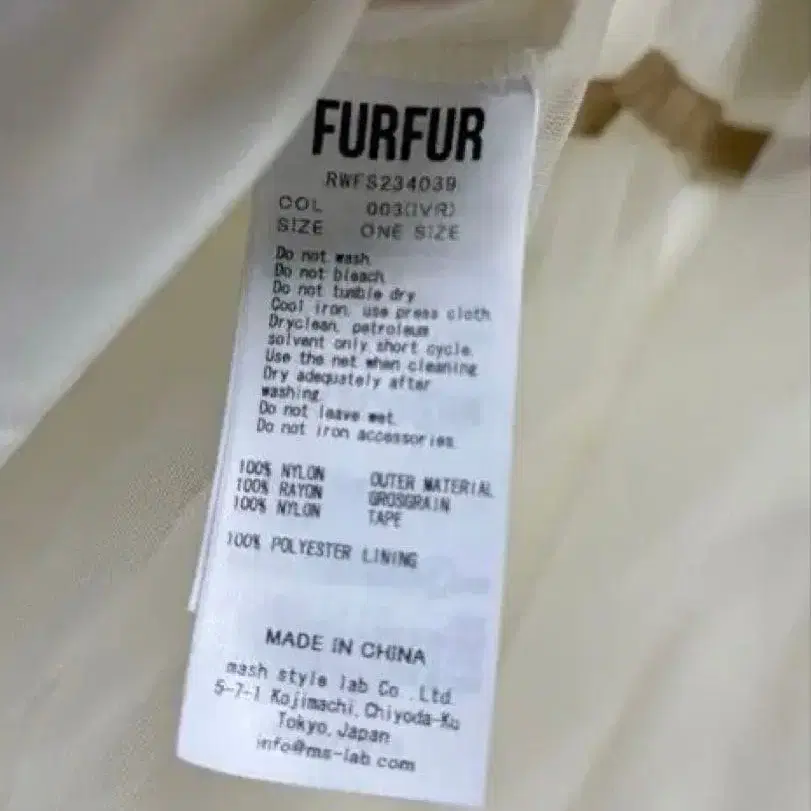 FURFUR
RWFS234039
COL 003(IVR)
SIZE ONE SIZE
Do not wash.
Do not bleach.
Do not tumble dry.
Cool iron, use press cloth
Dryclean, petroleum
solvent only short cycle.
Use the net when cleaning
Dry adequately after
washing.
Do not leave wet.
Do not iron accessories.
100% NYLON OUTER MATERIAL
100% RAYON GROSGRAIN
100% NYLON TAPE
100% POLYESTER LINING
MADE IN CHINA
mash style lab Co.,Ltd.
5-7-1 Kojimachi, Chiyoda-Ku
Tokyo, Japan
info@ms-lab.com